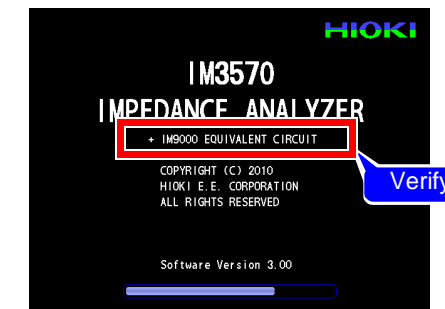 HIOKI
IM3570
IMPEDANCE ANALYZER
+ IM9000 EQUIVALENT CIRCUIT
COPYRIGHT (C) 2010
HIOKI E.E. CORPORATION
ALL RIGHTS RESERVED
Verify
Software Version 3.00